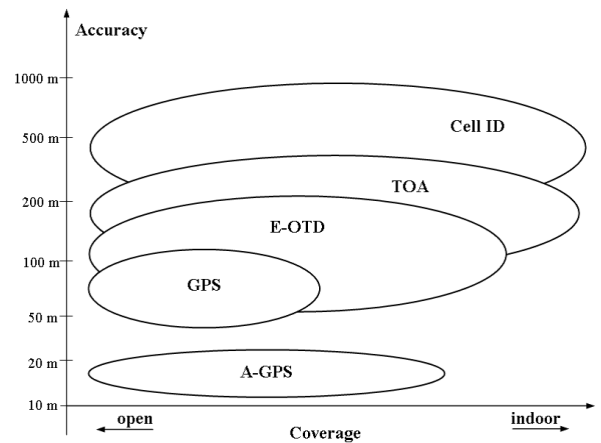 Accuracy
1000 m
Cell ID
500 m
TOA
200 m
E-OTD
100 m
GPS
50 m
20 m
A-GPS
10 m
open
indoor
Coverage